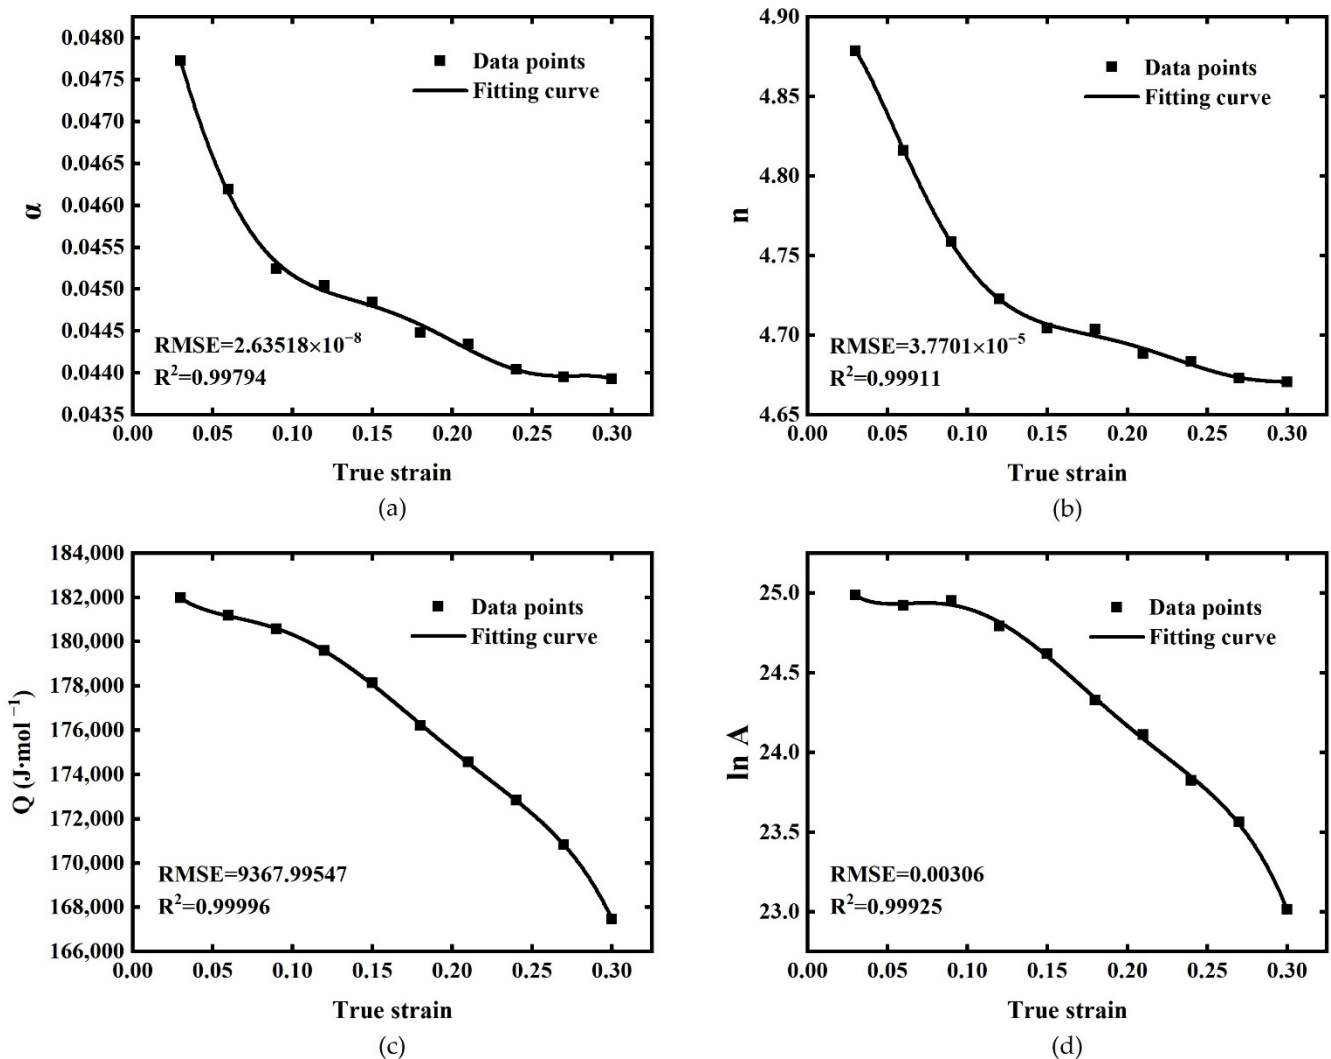 0.0480
0.0475
0.0470
0.0465
0.0460
0.0455
0.0450
0.0445
0.0440
0.0435
α
Data points
Fitting curve
RMSE=2.63518×10⁻⁸
R²=0.99794
0.00 0.05 0.10 0.15 0.20 0.25 0.30
True strain
(a)
4.90
4.85
4.80
4.75
4.70
4.65
n
Data points
Fitting curve
RMSE=3.7701×10⁻⁵
R²=0.99911
0.00 0.05 0.10 0.15 0.20 0.25 0.30
True strain
(b)
184,000
182,000
180,000
178,000
176,000
174,000
172,000
170,000
168,000
166,000
Q (J·mol ⁻¹)
Data points
Fitting curve
RMSE=9367.99547
R²=0.99996
0.00 0.05 0.10 0.15 0.20 0.25 0.30
True strain
(c)
25.0
24.5
24.0
23.5
23.0
ln A
Data points
Fitting curve
RMSE=0.00306
R²=0.99925
0.00 0.05 0.10 0.15 0.20 0.25 0.30
True strain
(d)